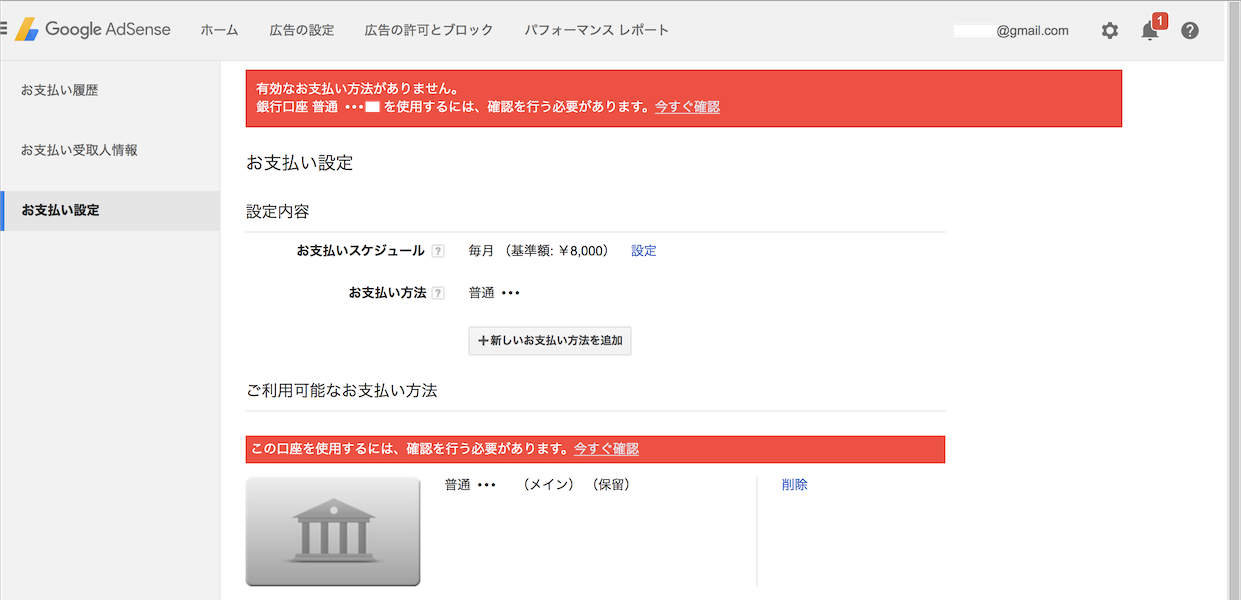 Google AdSense ホーム 広告の設定 広告の許可とブロック パフォーマンス レポート @gmail.com 1 ?
お支払い履歴
お支払い受取人情報
お支払い設定
有効なお支払い方法がありません。
銀行口座 普通 ••• を使用するには、確認を行う必要があります。今すぐ確認
お支払い設定
設定内容
お支払いスケジュール ? 毎月 （基準額: ￥8,000） 設定
お支払い方法 ? 普通 •••
+新しいお支払い方法を追加
ご利用可能なお支払い方法
この口座を使用するには、確認を行う必要があります。今すぐ確認
普通 ••• （メイン） （保留） 削除